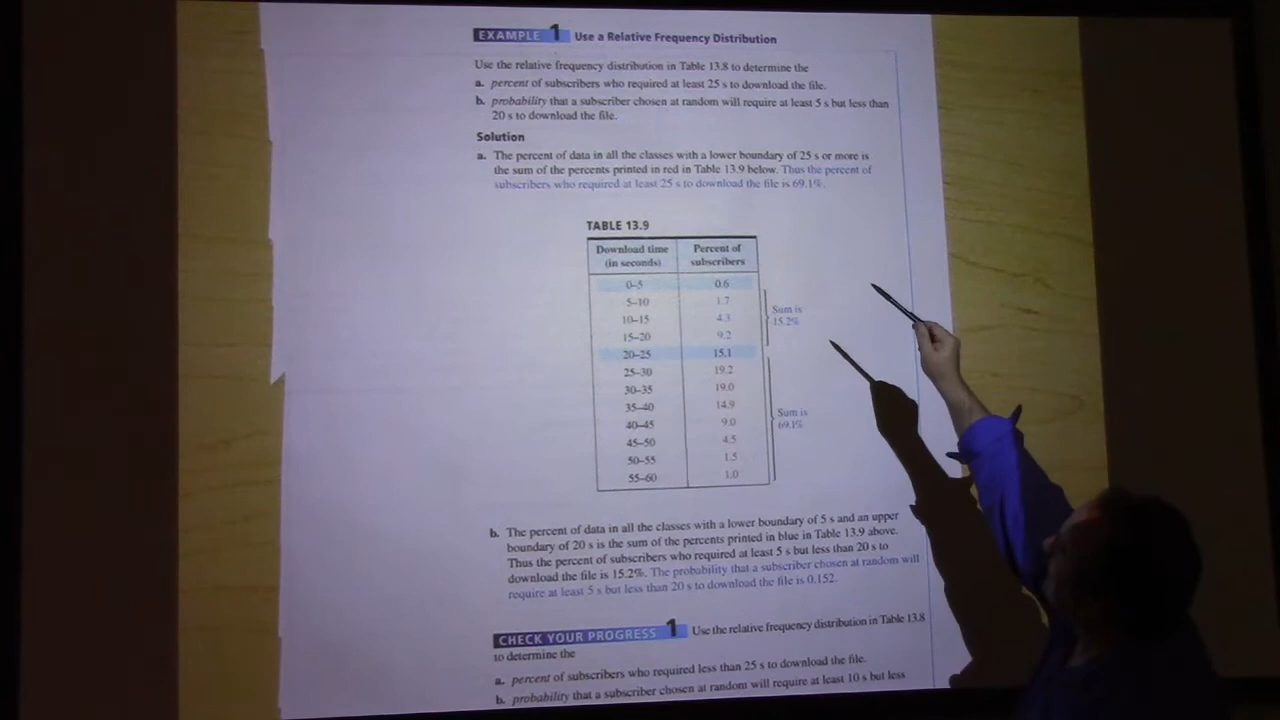 EXAMPLE 1 Use a Relative Frequency Distribution
Use the relative frequency distribution in Table 13.8 to determine the
a. percent of subscribers who required at least 25 s to download the file.
b. probability that a subscriber chosen at random will require at least 5 s but less than
20 s to download the file.
Solution
a. The percent of data in all the classes with a lower boundary of 25 s or more is
the sum of the percents printed in red in Table 13.9 below. Thus the percent of
subscribers who required at least 25 s to download the file is 69.1%.
TABLE 13.9
Download time Percent of
(in seconds) subscribers
0–5 0.6
5–10 1.7
10–15 4.3
15–20 9.2
Sum is
15.2%
20–25 15.1
25–30 19.2
30–35 19.0
35–40 14.9
40–45 9.0
45–50 4.5
50–55 1.5
55–60 1.0
Sum is
69.1%
b. The percent of data in all the classes with a lower boundary of 5 s and an upper
boundary of 20 s is the sum of the percents printed in blue in Table 13.9 above.
Thus the percent of subscribers who required at least 5 s but less than 20 s to
download the file is 15.2%. The probability that a subscriber chosen at random will
require at least 5 s but less than 20 s to download the file is 0.152.
CHECK YOUR PROGRESS 1 Use the relative frequency distribution in Table 13.8
to determine the
a. percent of subscribers who required less than 25 s to download the file.
b. probability that a subscriber chosen at random will require at least 10 s but less